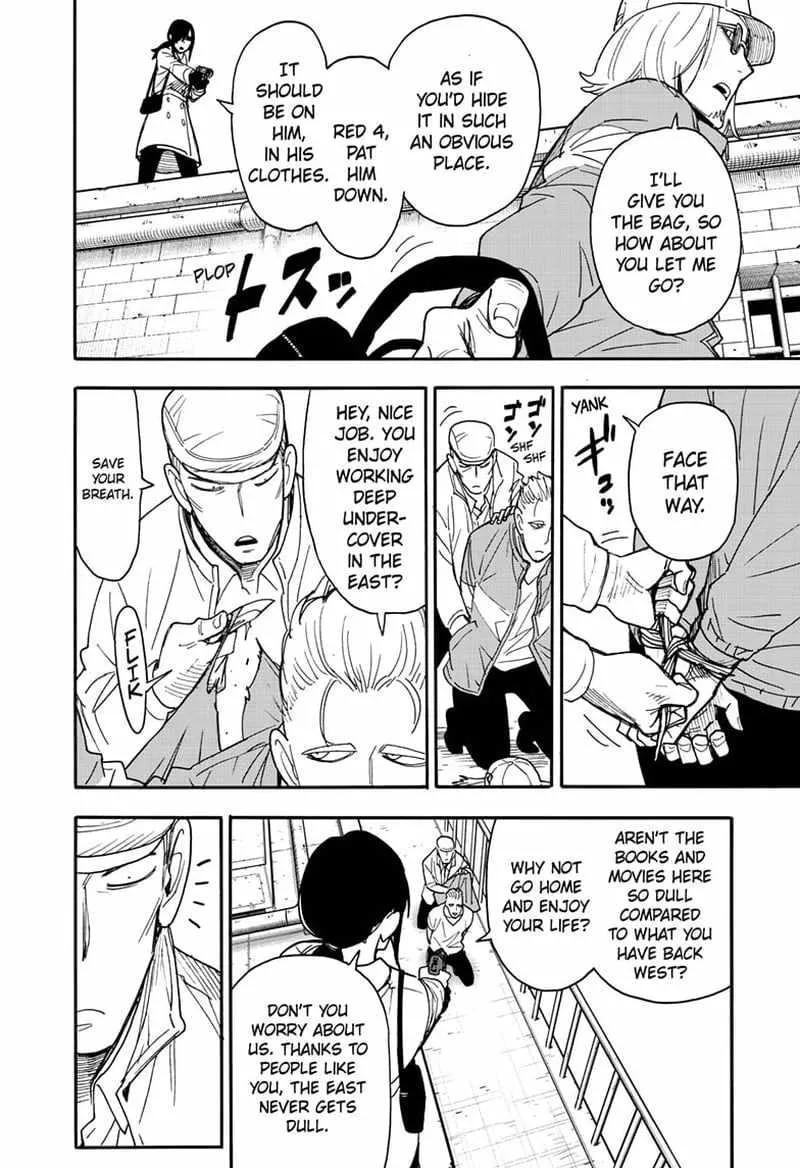 I'LL
GIVE YOU
THE BAG, SO
HOW ABOUT
YOU LET ME
GO?
AS IF
YOU'D HIDE
IT IN SUCH
AN OBVIOUS
PLACE.
RED 4,
PAT
HIM
DOWN.
IT
SHOULD
BE ON
HIM,
IN HIS
CLOTHES.
PLOP
ドスッ
YANK
ギュッ
FACE
THAT
WAY.
ゴソ
ゴソ
SHF
SHF
HEY, NICE
JOB. YOU
ENJOY
WORKING
DEEP
UNDER-
COVER
IN THE
EAST?
SAVE
YOUR
BREATH.
FLIK
AREN'T THE
BOOKS AND
MOVIES HERE
SO DULL
COMPARED
TO WHAT YOU
HAVE BACK
WEST?
WHY NOT
GO HOME
AND ENJOY
YOUR LIFE?
DON'T YOU
WORRY ABOUT
US. THANKS TO
PEOPLE LIKE
YOU, THE EAST
NEVER GETS
DULL.